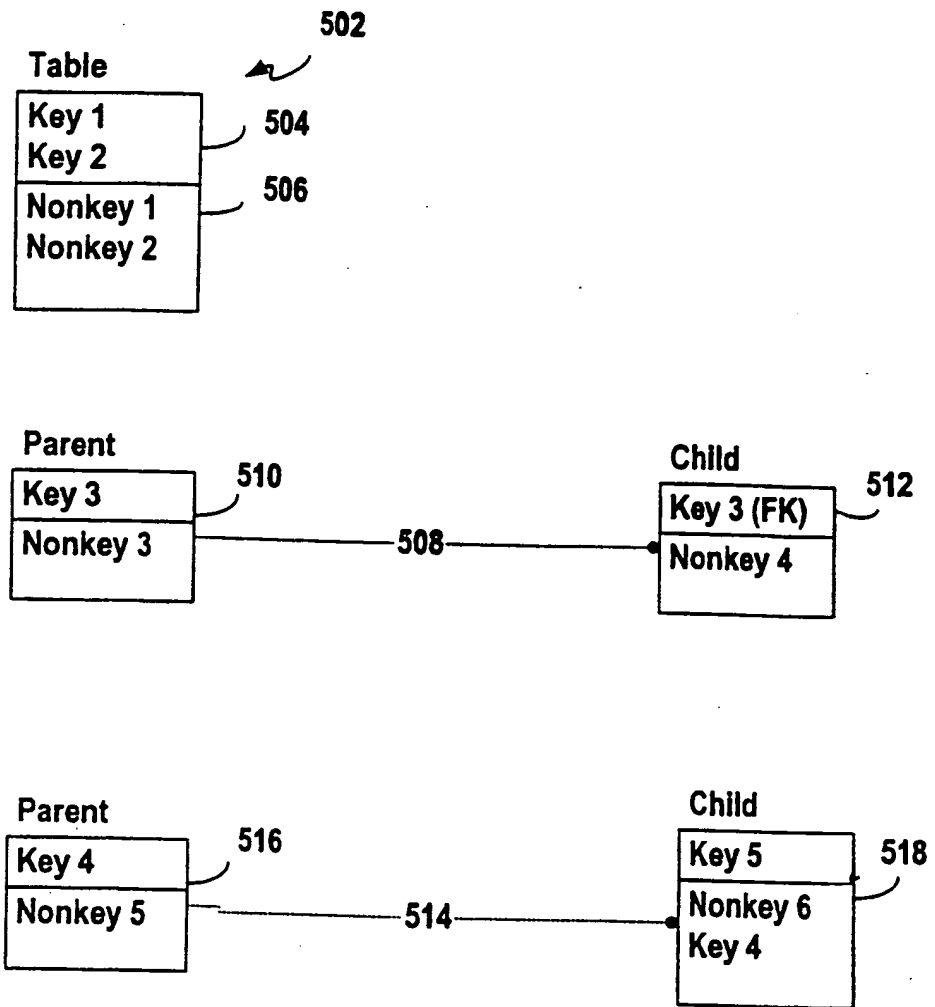 502
Table
Key 1
504
Key 2
506
Nonkey 1
Nonkey 2
Parent
510
Key 3
Nonkey 3
508
Child
512
Key 3 (FK)
Nonkey 4
Parent
516
Key 4
Nonkey 5
514
Child
518
Key 5
Nonkey 6
Key 4